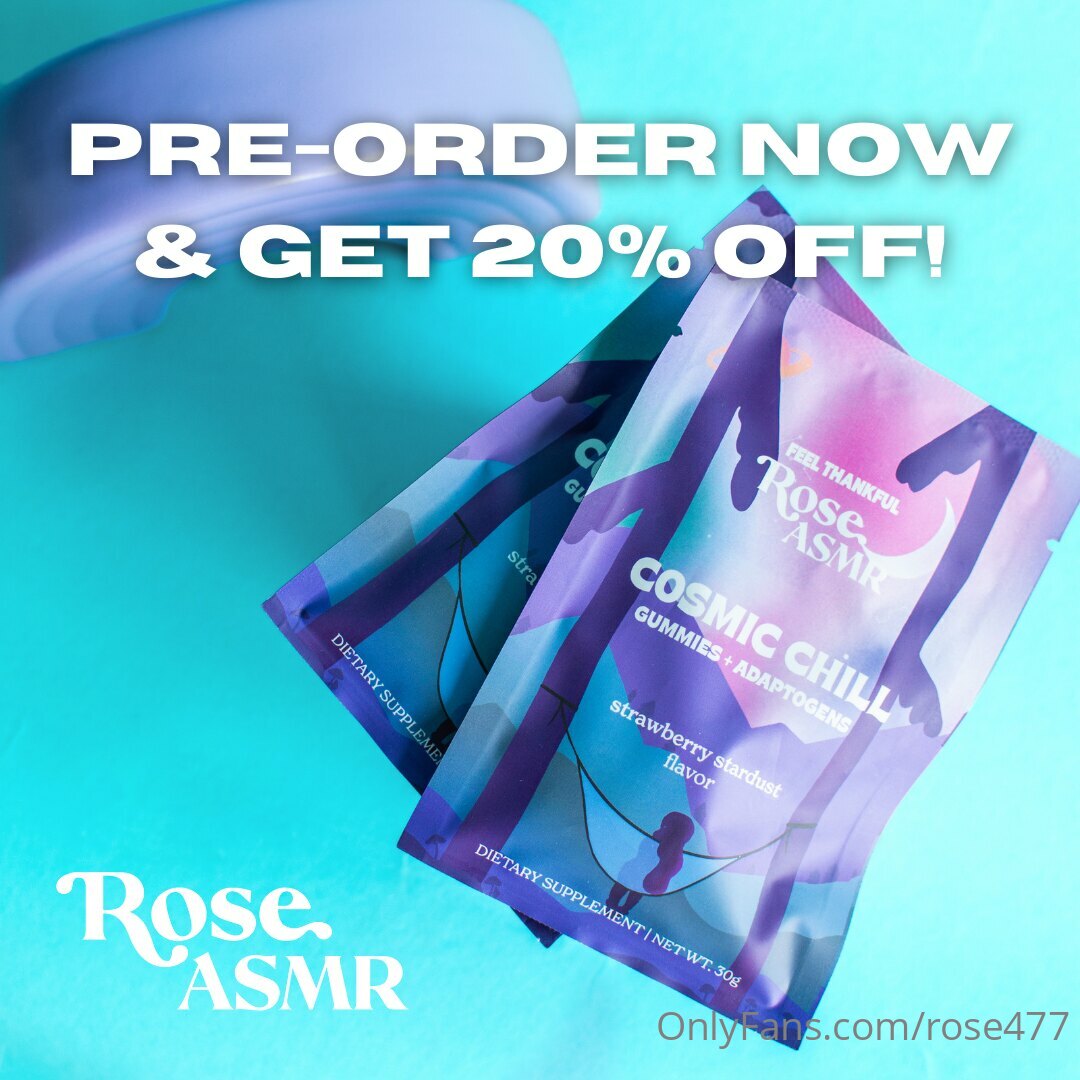 PRE-ORDER NOW
& GET 20% OFF!
FEEL THANKFUL
Rose
ASMR
COSMIC CHILL
GUMMIES + ADAPTOGENS
strawberry stardust
flavor
DIETARY SUPPLEMENT | NET WT. 30g
DIETARY
Rose
ASMR
OnlyFans.com/rose477